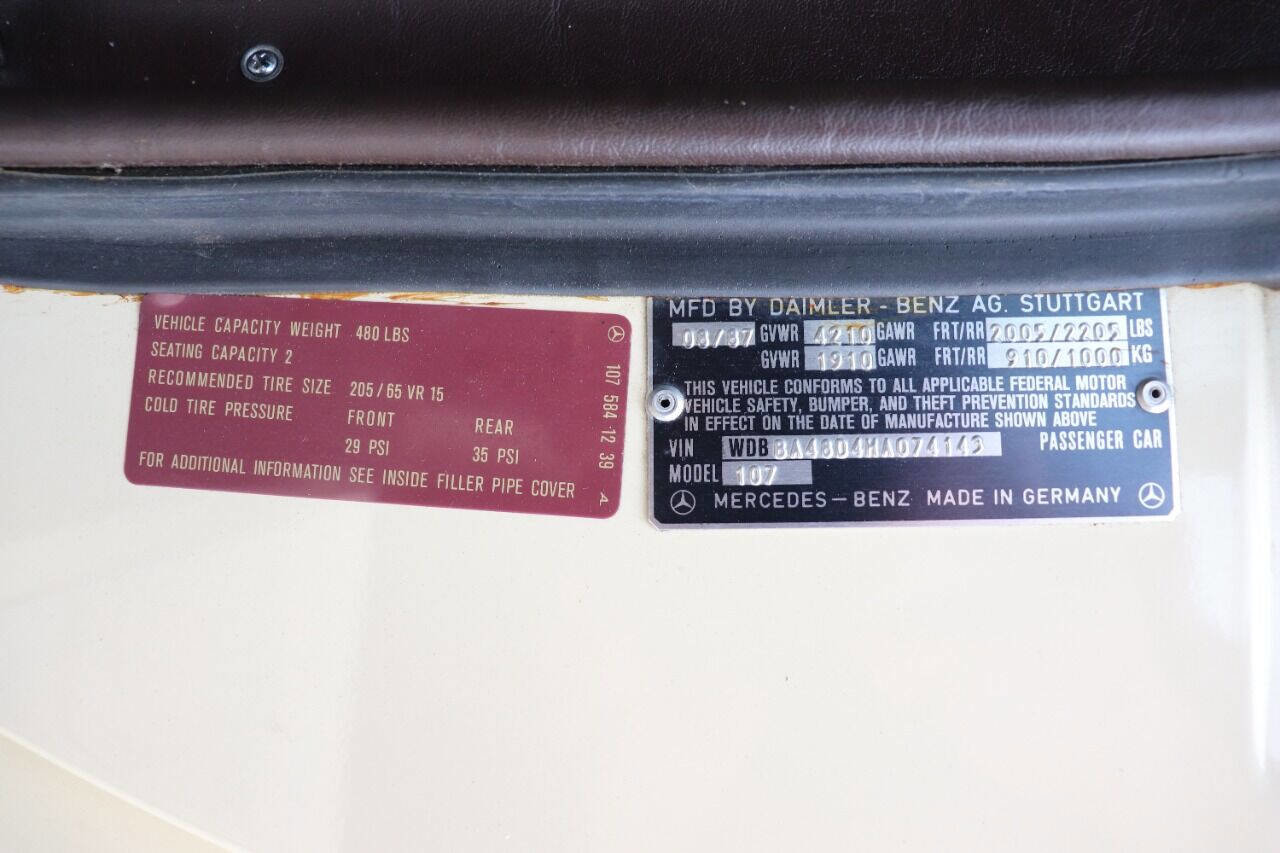 VEHICLE CAPACITY WEIGHT 480 LBS
SEATING CAPACITY 2
RECOMMENDED TIRE SIZE 205 / 65 VR 15
COLD TIRE PRESSURE FRONT REAR
29 PSI 35 PSI
FOR ADDITIONAL INFORMATION SEE INSIDE FILLER PIPE COVER
107 584 12 39 A
MFD BY DAIMLER - BENZ AG. STUTTGART
03/87 GVWR 4210 GAWR FRT/RR 2005/2205 LBS
GVWR 1910 GAWR FRT/RR 910/1000 KG
THIS VEHICLE CONFORMS TO ALL APPLICABLE FEDERAL MOTOR
VEHICLE SAFETY, BUMPER, AND THEFT PREVENTION STANDARDS
IN EFFECT ON THE DATE OF MANUFACTURE SHOWN ABOVE
VIN WDBBA48D4HA074149 PASSENGER CAR
MODEL 107
MERCEDES - BENZ MADE IN GERMANY